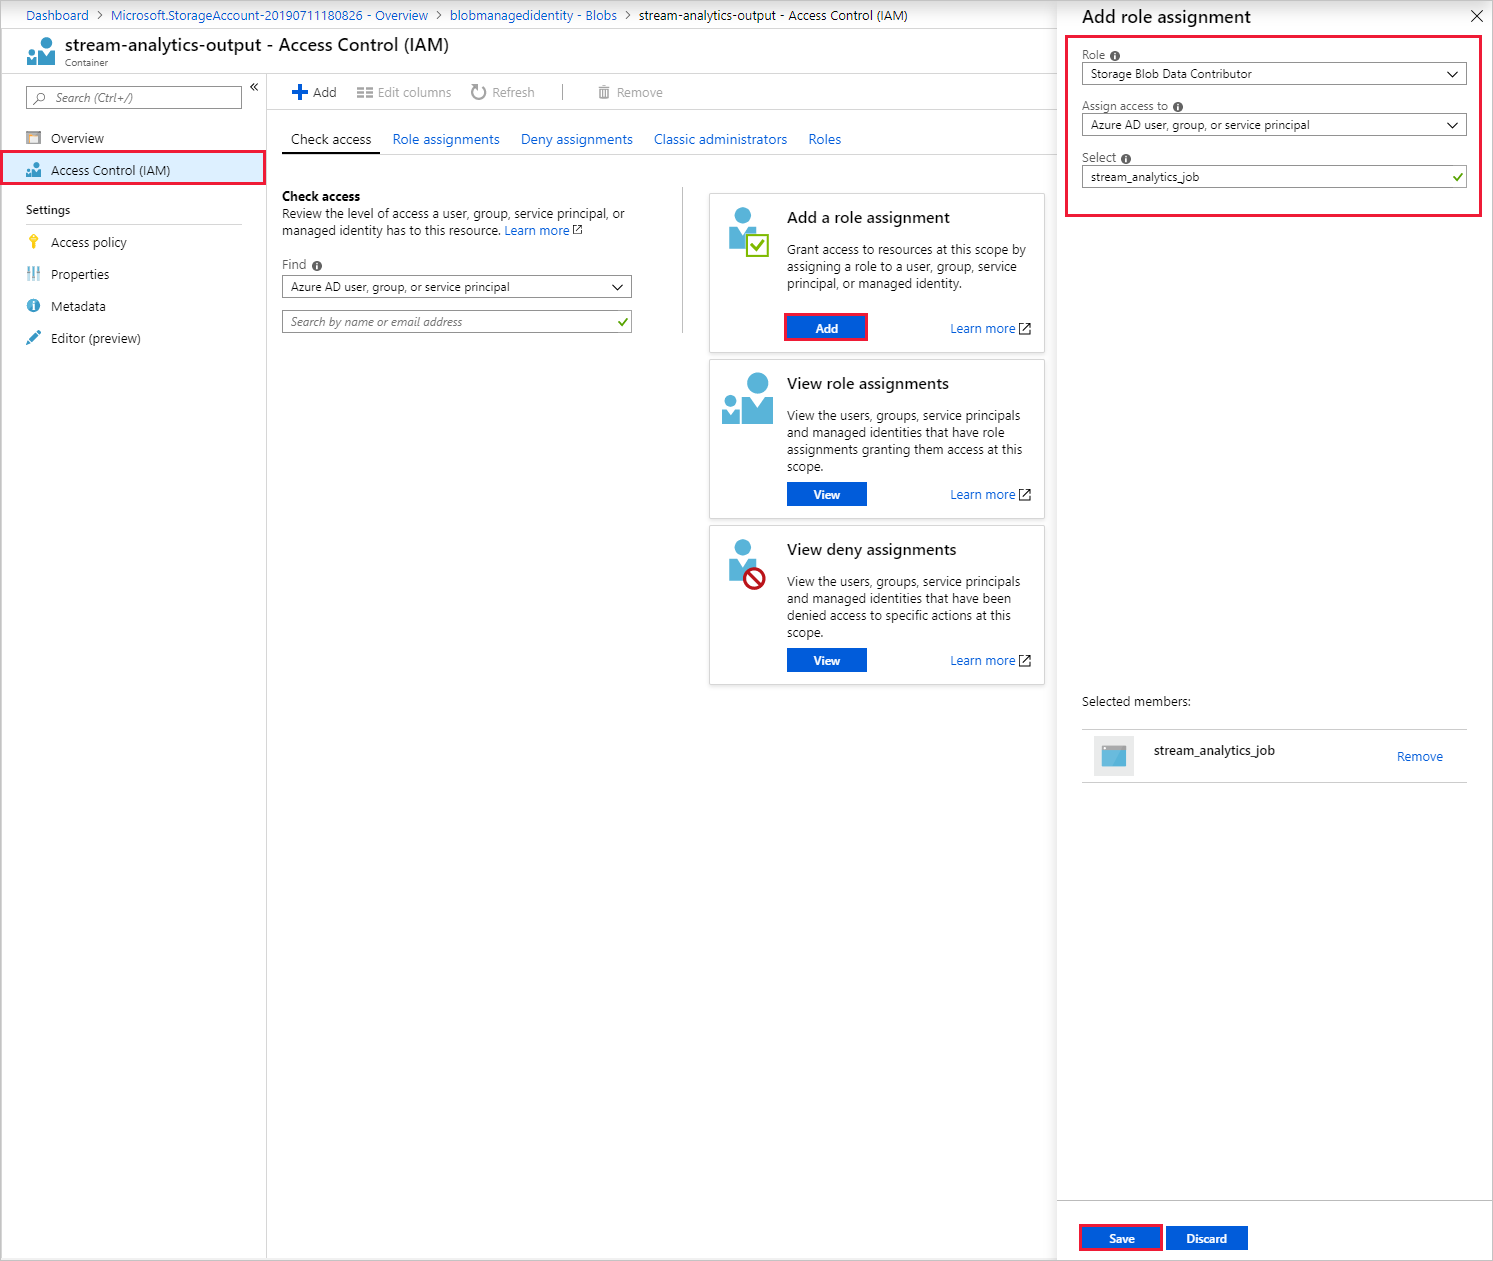 Dashboard > Microsoft.StorageAccount-20190711180826 - Overview > blobmanagedidentity - Blobs > stream-analytics-output - Access Control (IAM)
stream-analytics-output - Access Control (IAM)
Container
Search (Ctrl+/)
«
Overview
Access Control (IAM)
Settings
Access policy
Properties
Metadata
Editor (preview)
Add Edit columns Refresh | Remove
Check access Role assignments Deny assignments Classic administrators Roles
Check access
Review the level of access a user, group, service principal, or
managed identity has to this resource. Learn more
Find
Azure AD user, group, or service principal
Search by name or email address
Add a role assignment
Grant access to resources at this scope by
assigning a role to a user, group, service
principal, or managed identity.
Add Learn more
View role assignments
View the users, groups, service principals
and managed identities that have role
assignments granting them access at this
scope.
View Learn more
View deny assignments
View the users, groups, service principals
and managed identities that have been
denied access to specific actions at this
scope.
View Learn more
Add role assignment
Role
Storage Blob Data Contributor
Assign access to
Azure AD user, group, or service principal
Select
stream_analytics_job
Selected members:
stream_analytics_job Remove
Save Discard